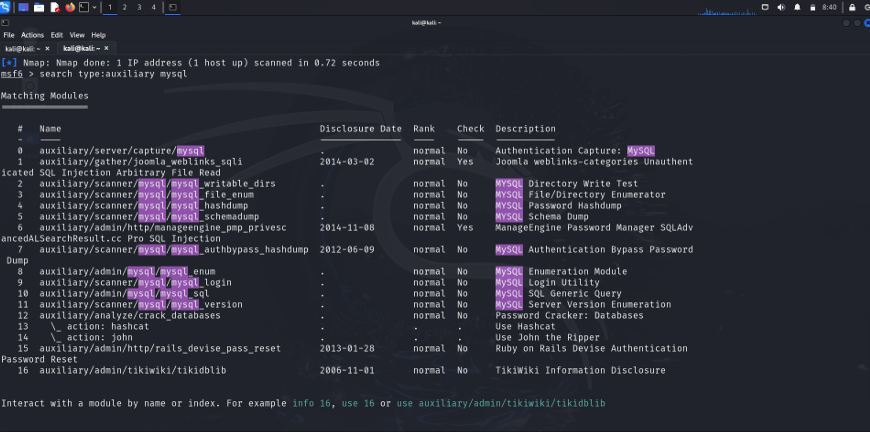 1 2 3 4 8:40
kali@kali: ~
File Actions Edit View Help
kali@kali: ~ × kali@kali: ~ ×
[*] Nmap: Nmap done: 1 IP address (1 host up) scanned in 0.72 seconds
msf6 > search type:auxiliary mysql
Matching Modules
================
# Name Disclosure Date Rank Check Description
- ---- --------------- ---- ----- -----------
0 auxiliary/server/capture/mysql . normal No Authentication Capture: MySQL
1 auxiliary/gather/joomla_weblinks_sqli 2014-03-02 normal Yes Joomla weblinks-categories Unauthent
icated SQL Injection Arbitrary File Read
2 auxiliary/scanner/mysql/mysql_writable_dirs . normal No MYSQL Directory Write Test
3 auxiliary/scanner/mysql/mysql_file_enum . normal No MYSQL File/Directory Enumerator
4 auxiliary/scanner/mysql/mysql_hashdump . normal No MYSQL Password Hashdump
5 auxiliary/scanner/mysql/mysql_schemadump . normal No MYSQL Schema Dump
6 auxiliary/admin/http/manageengine_pmp_privesc 2014-11-08 normal Yes ManageEngine Password Manager SQLAdv
ancedALSearchResult.cc Pro SQL Injection
7 auxiliary/scanner/mysql/mysql_authbypass_hashdump 2012-06-09 normal No MySQL Authentication Bypass Password
Dump
8 auxiliary/admin/mysql/mysql_enum . normal No MySQL Enumeration Module
9 auxiliary/scanner/mysql/mysql_login . normal No MySQL Login Utility
10 auxiliary/admin/mysql/mysql_sql . normal No MySQL SQL Generic Query
11 auxiliary/scanner/mysql/mysql_version . normal No MySQL Server Version Enumeration
12 auxiliary/analyze/crack_databases . normal No Password Cracker: Databases
13 \_ action: hashcat . . . Use Hashcat
14 \_ action: john . . . Use John the Ripper
15 auxiliary/admin/http/rails_devise_pass_reset 2013-01-28 normal No Ruby on Rails Devise Authentication
Password Reset
16 auxiliary/admin/tikiwiki/tikidblib 2006-11-01 normal No TikiWiki Information Disclosure
Interact with a module by name or index. For example info 16, use 16 or use auxiliary/admin/tikiwiki/tikidblib